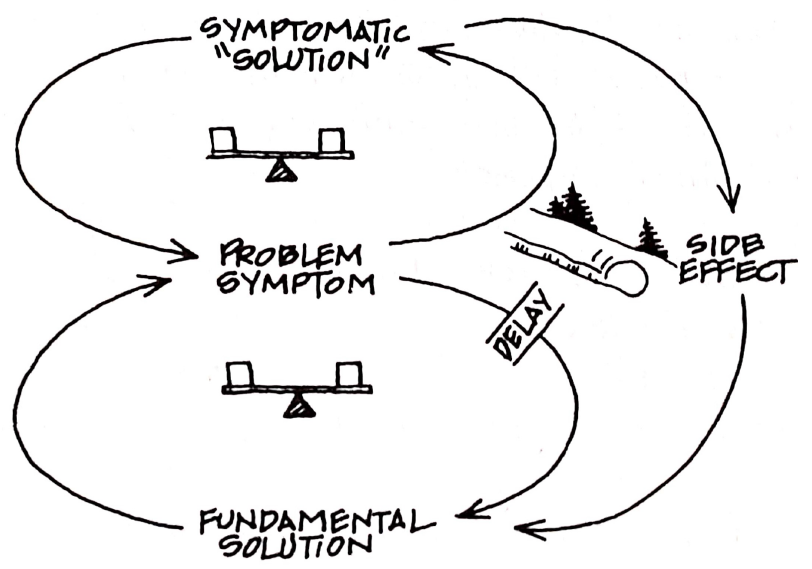 SYMPTOMATIC
"SOLUTION"
PROBLEM
SYMPTOM
SIDE
EFFECT
DELAY
FUNDAMENTAL
SOLUTION